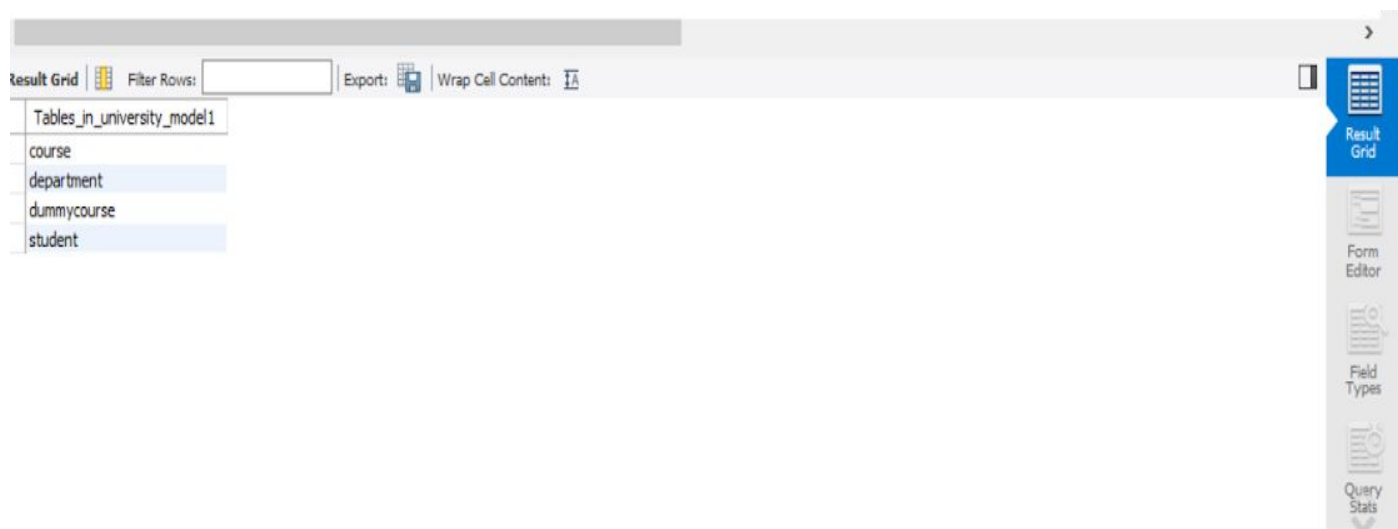 Result Grid Filter Rows: Export: Wrap Cell Content: IA
Tables_in_university_model1
course
department
dummycourse
student
Result
Grid
Form
Editor
Field
Types
Query
Stats